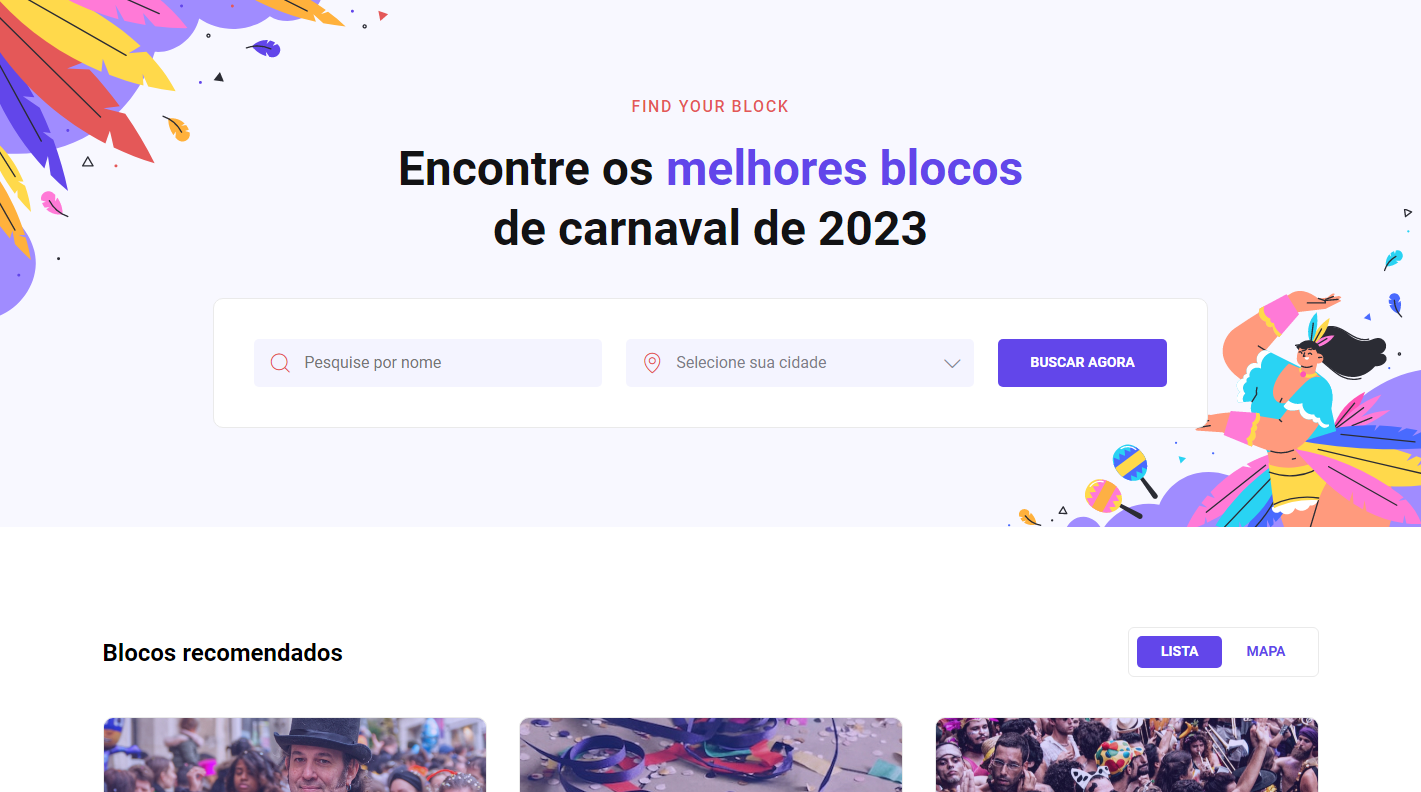 FIND YOUR BLOCK
Encontre os melhores blocos
de carnaval de 2023
Pesquise por nome
Selecione sua cidade
BUSCAR AGORA
Blocos recomendados
LISTA
MAPA